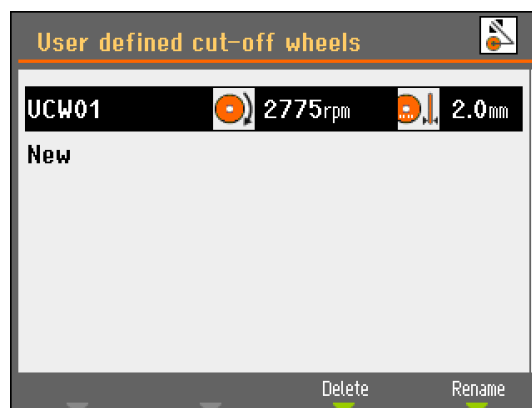 User defined cut-off wheels
UCW01 2775rpm 2.0mm
New
Delete Rename